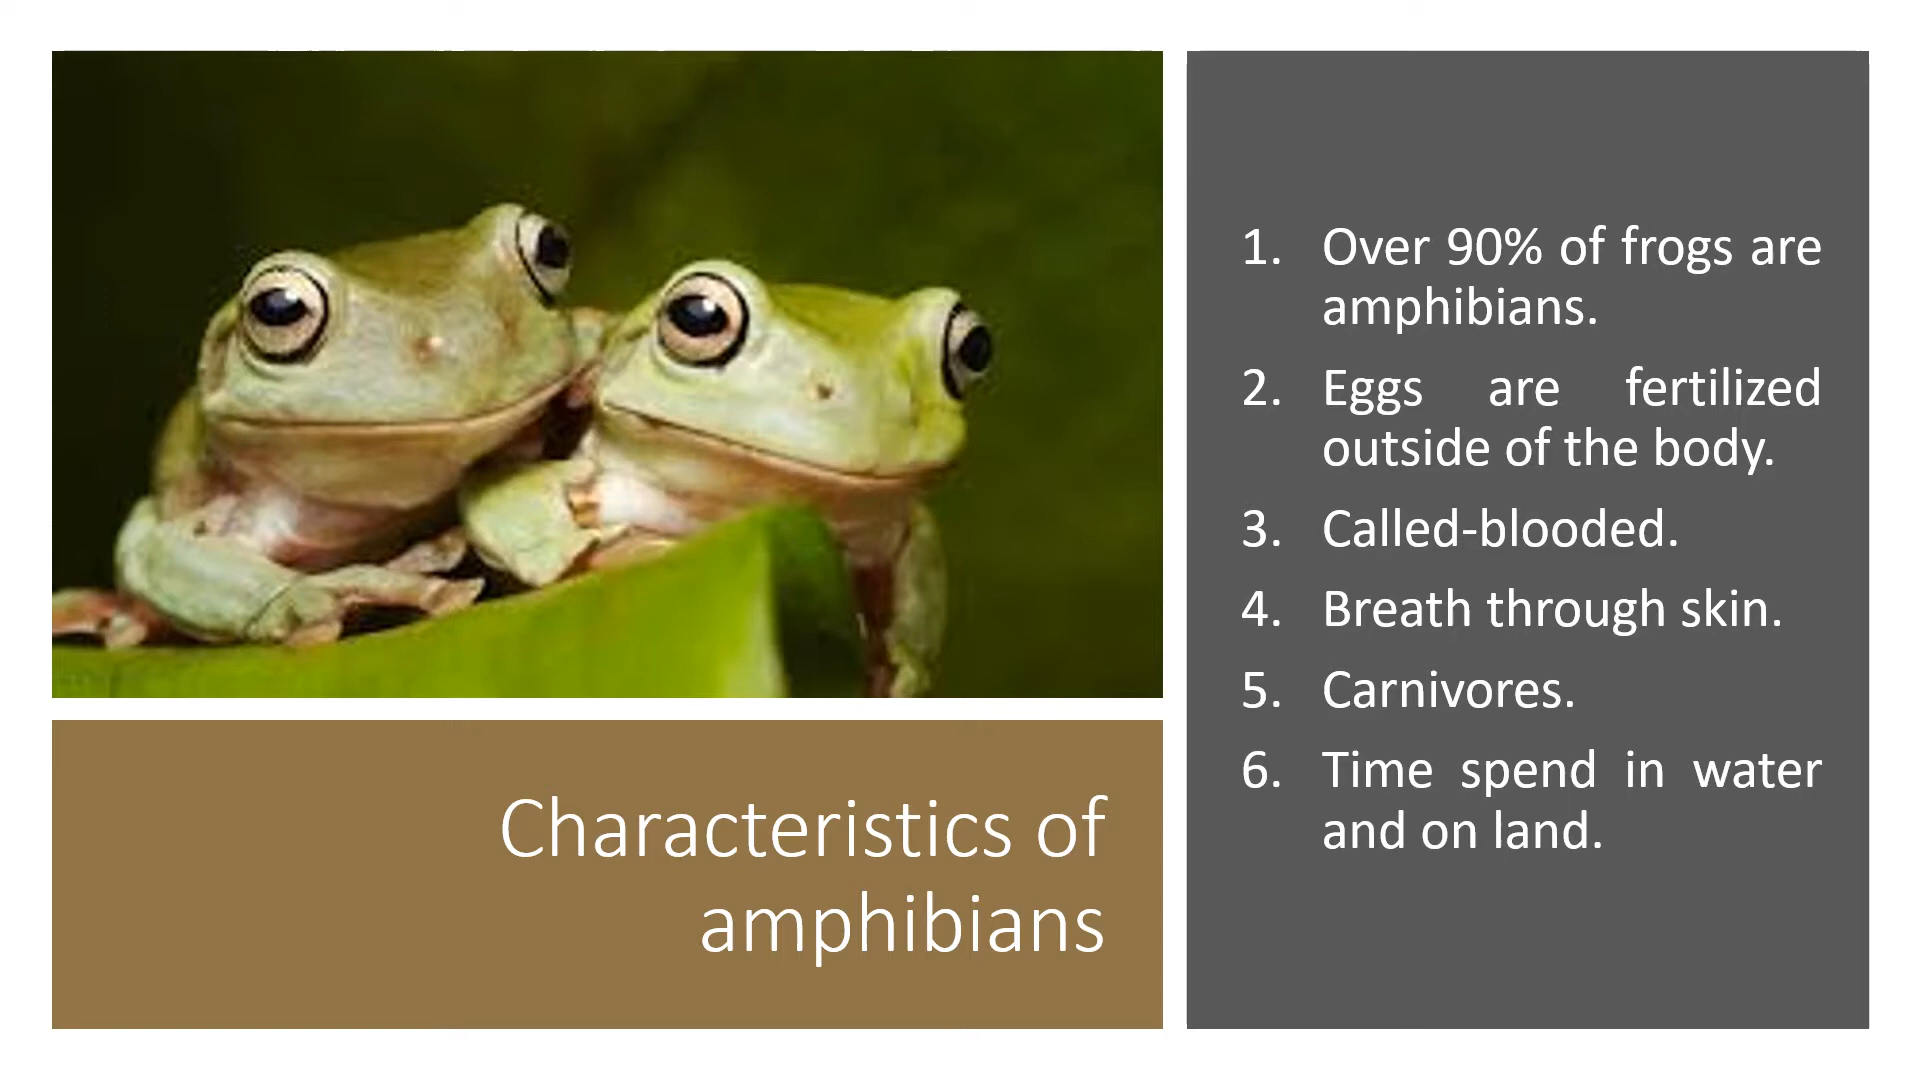 Characteristics of
amphibians
1. Over 90% of frogs are
amphibians.
2. Eggs are fertilized
outside of the body.
3. Called-blooded.
4. Breath through skin.
5. Carnivores.
6. Time spend in water
and on land.